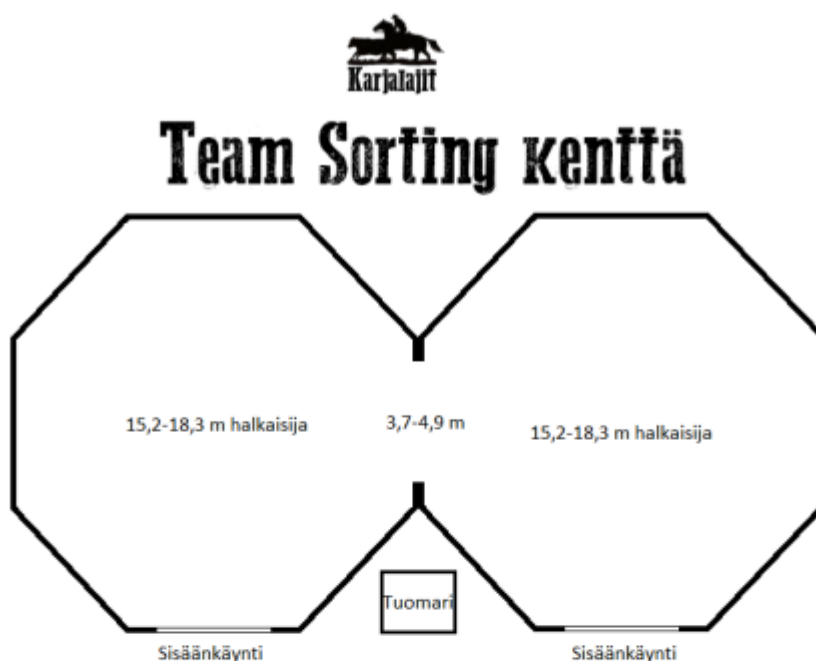 Karjalajit
Team Sorting kenttä
15,2-18,3 m halkaisija
3,7-4,9 m
15,2-18,3 m halkaisija
Tuomari
Sisäänkäynti
Sisäänkäynti